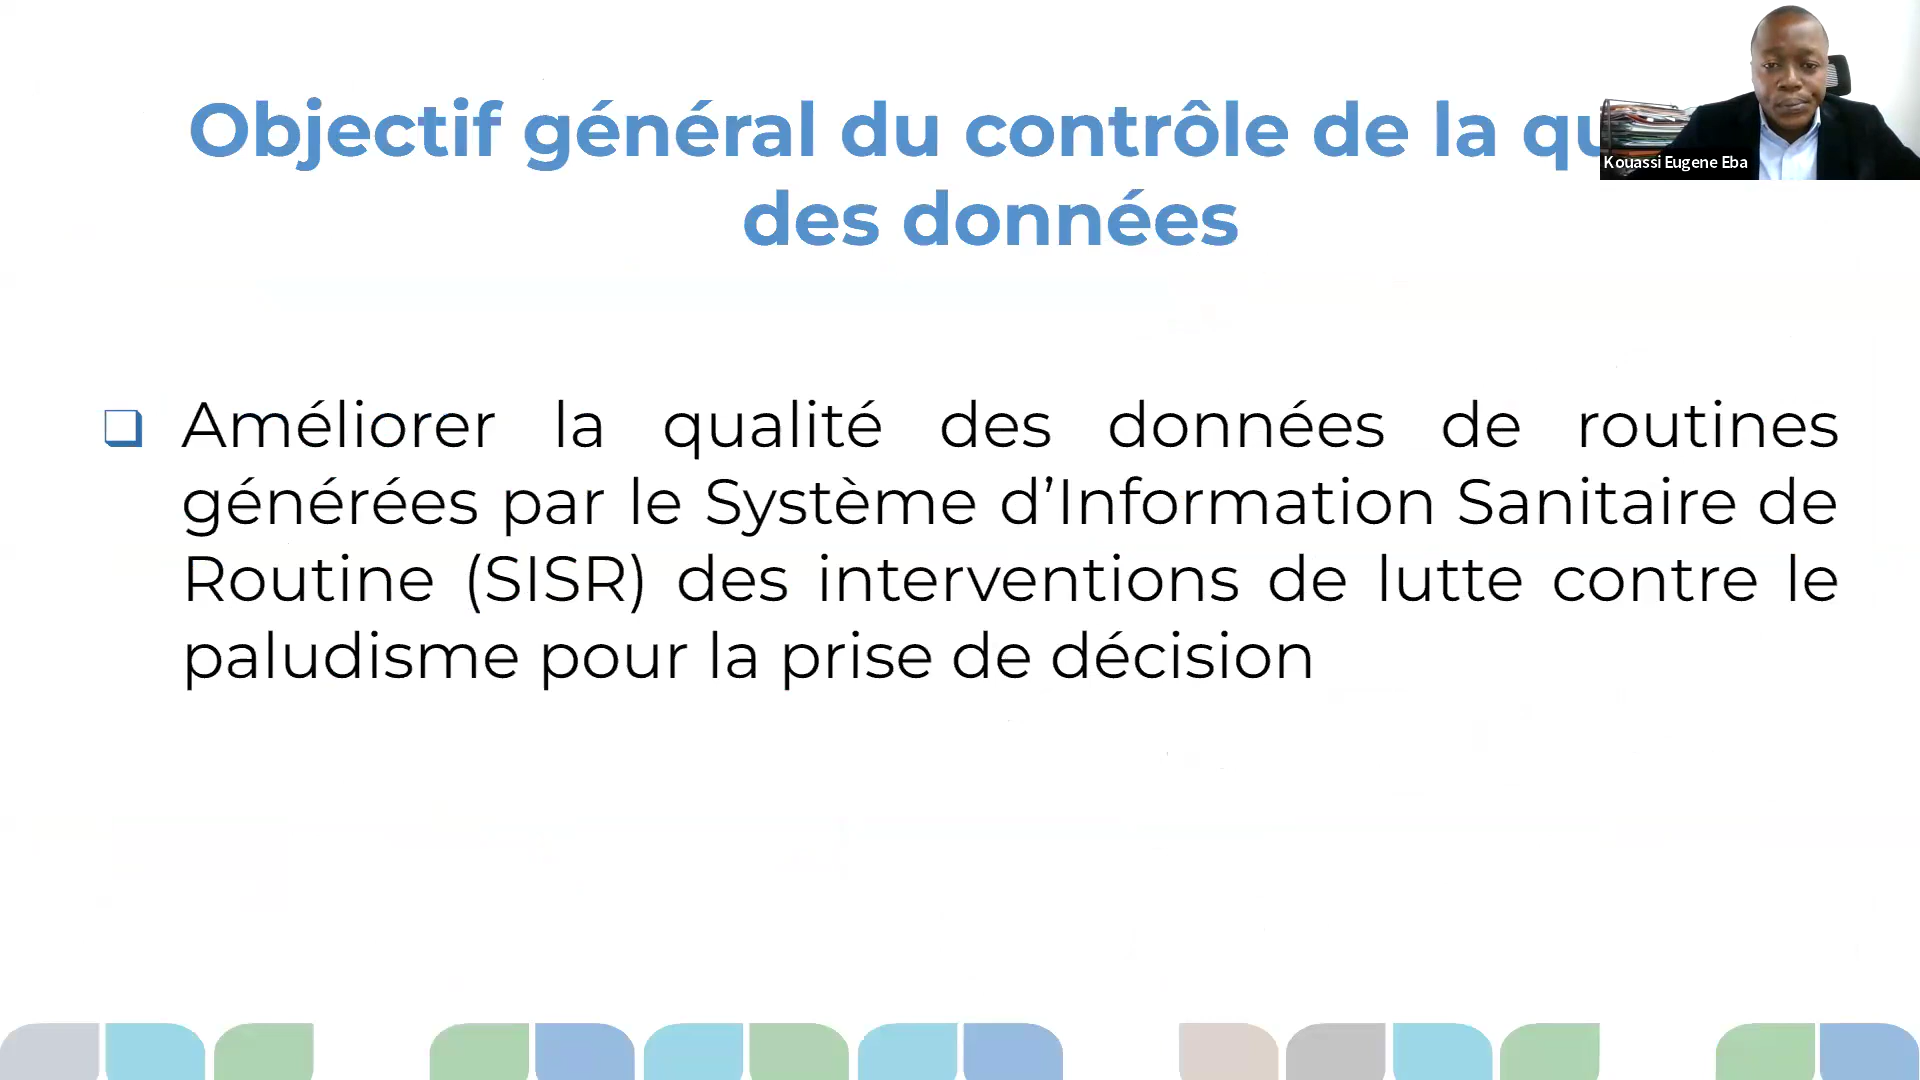 Objectif général du contrôle de la
des données
Kouassi Eugene Eba
Améliorer la qualité des données de routines
générées par le Système d’Information Sanitaire de
Routine (SISR) des interventions de lutte contre le
paludisme pour la prise de décision